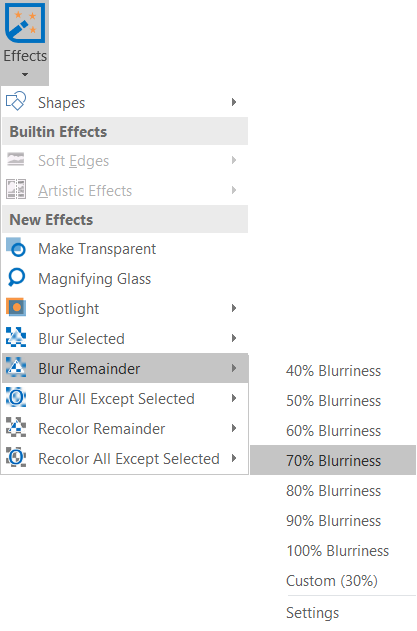 Effects
Shapes
Builtin Effects
Soft Edges
Artistic Effects
New Effects
Make Transparent
Magnifying Glass
Spotlight
Blur Selected
Blur Remainder
Blur All Except Selected
Recolor Remainder
Recolor All Except Selected
40% Blurriness
50% Blurriness
60% Blurriness
70% Blurriness
80% Blurriness
90% Blurriness
100% Blurriness
Custom (30%)
Settings